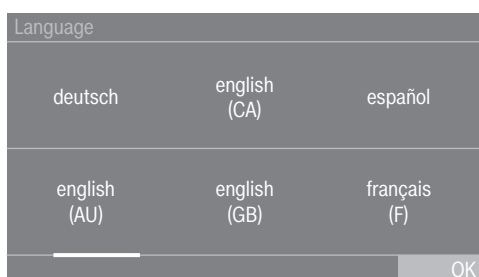 Language
deutsch
english
(CA)
español
english
(AU)
english
(GB)
français
(F)
OK